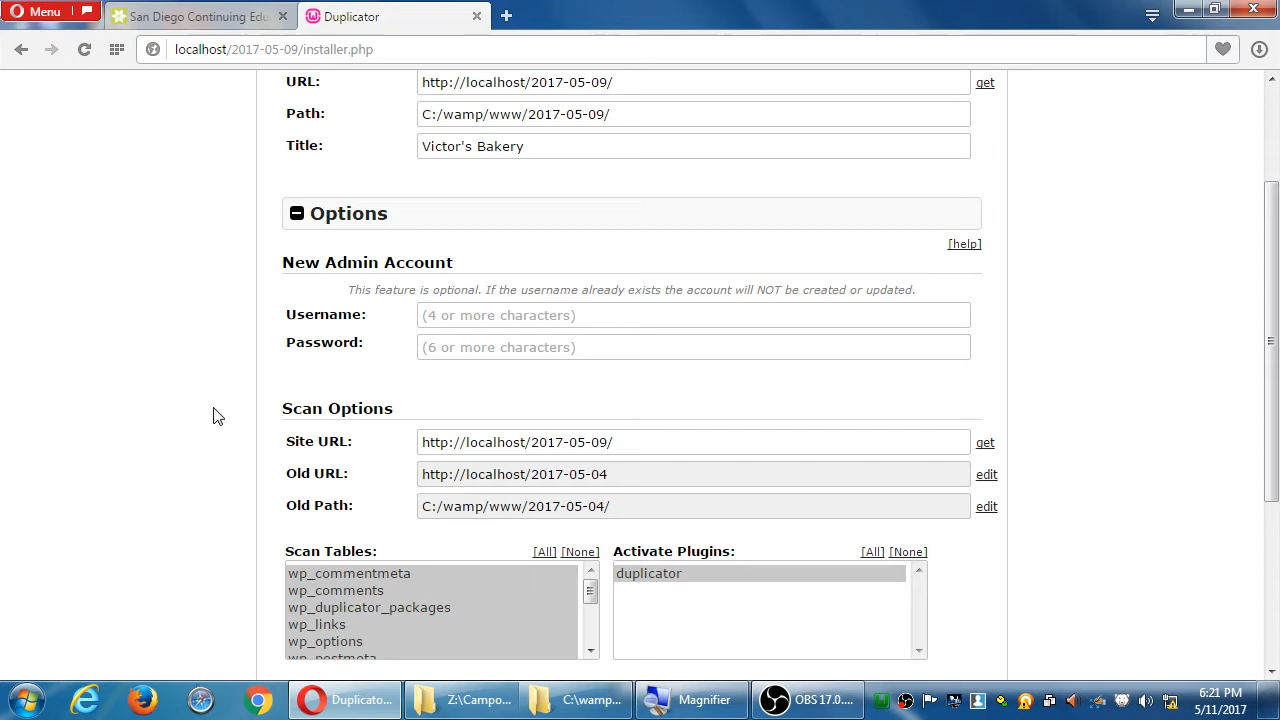 Menu
San Diego Continuing Edu
Duplicator
localhost/2017-05-09/installer.php
URL: http://localhost/2017-05-09/ get
Path: C:/wamp/www/2017-05-09/
Title: Victor's Bakery
Options
[help]
New Admin Account
This feature is optional. If the username already exists the account will NOT be created or updated.
Username: (4 or more characters)
Password: (6 or more characters)
Scan Options
Site URL: http://localhost/2017-05-09/ get
Old URL: http://localhost/2017-05-04 edit
Old Path: C:/wamp/www/2017-05-04/ edit
Scan Tables: [All] [None]
Activate Plugins: [All] [None]
wp_commentmeta
wp_comments
wp_duplicator_packages
wp_links
wp_options
wp_postmeta
duplicator
Duplicato...
Z:\Campo...
C:\wamp...
Magnifier
OBS 17.0....
6:21 PM
5/11/2017